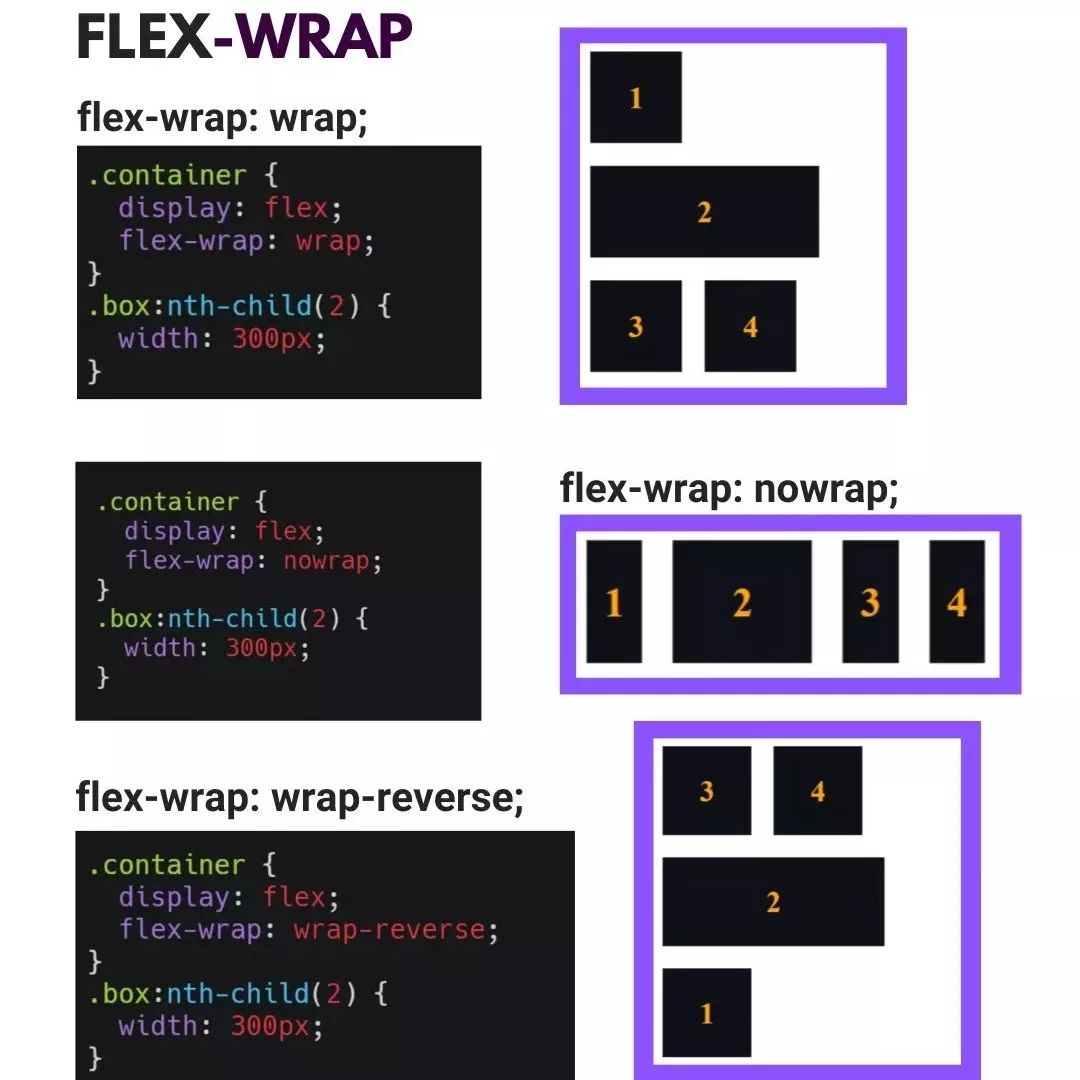 FLEX-WRAP
flex-wrap: wrap;
.container {
display: flex;
flex-wrap: wrap;
}
.box:nth-child(2) {
width: 300px;
}
1
2
3 4
.container {
display: flex;
flex-wrap: nowrap;
}
.box:nth-child(2) {
width: 300px;
}
flex-wrap: nowrap;
1 2 3 4
flex-wrap: wrap-reverse;
.container {
display: flex;
flex-wrap: wrap-reverse;
}
.box:nth-child(2) {
width: 300px;
}
3 4
2
1